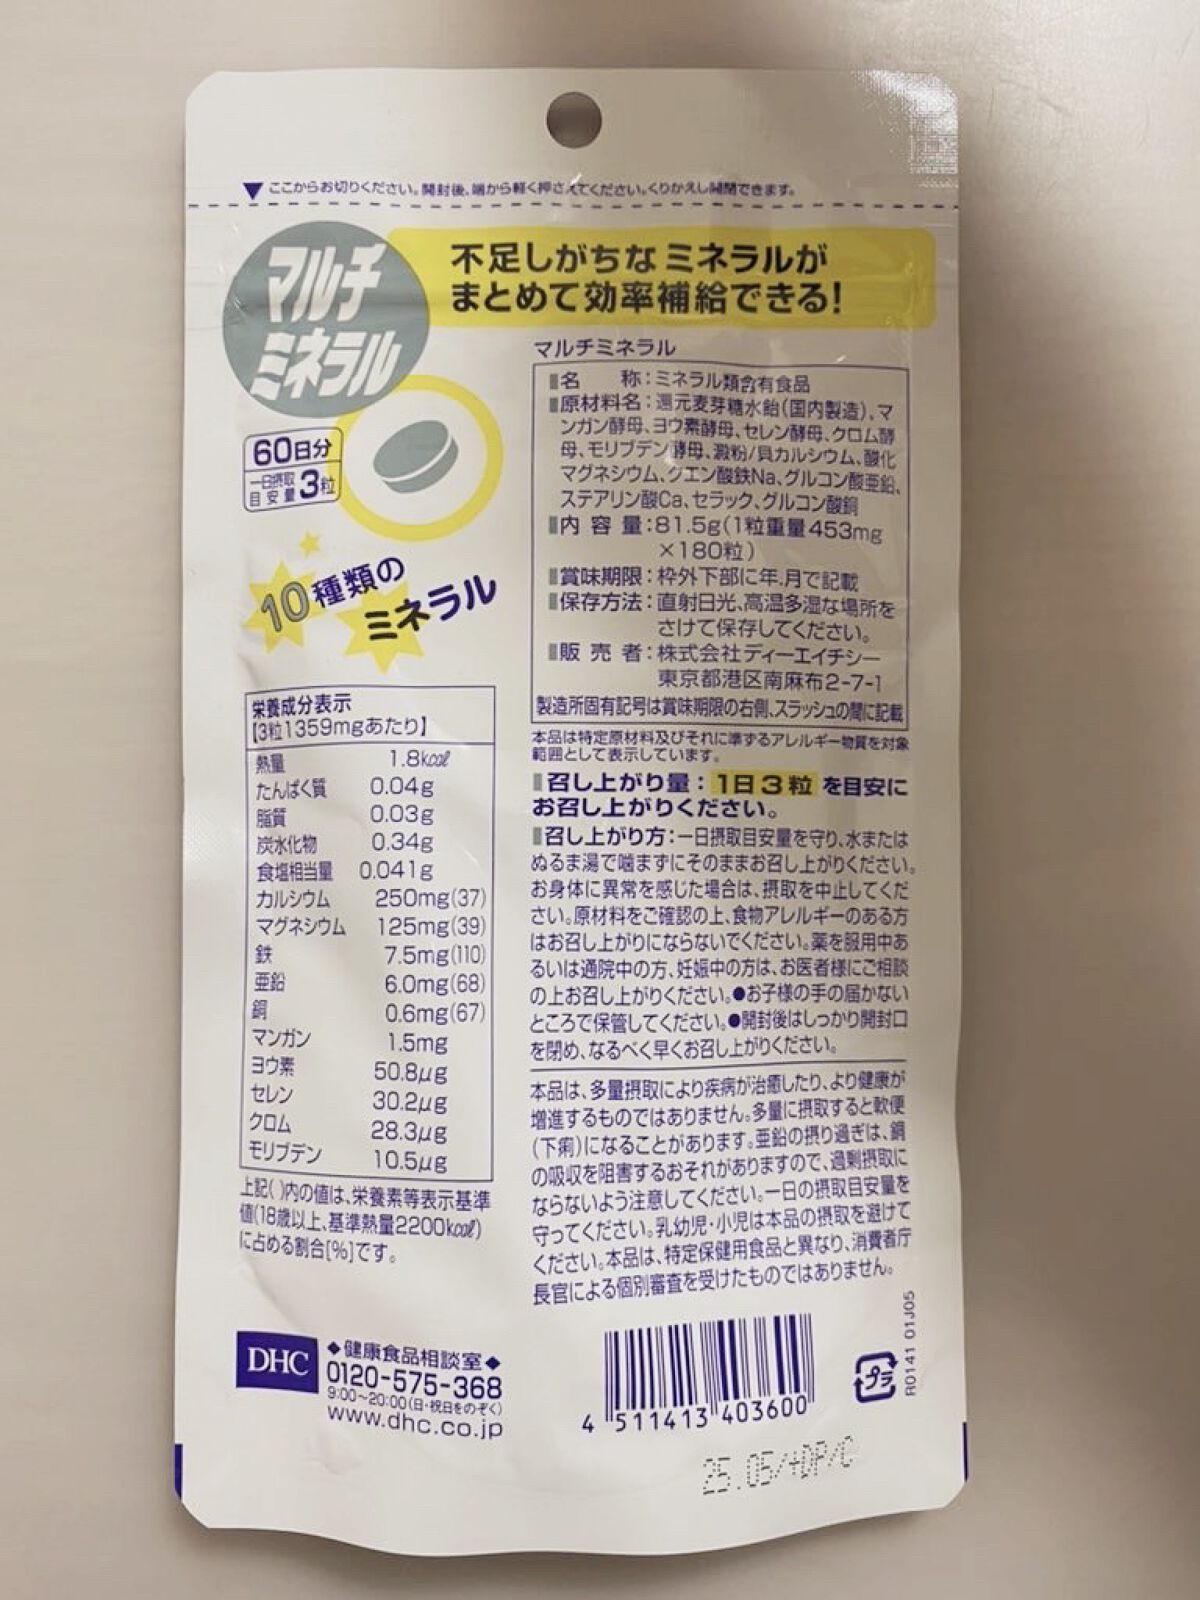 ▼ここからお切りください。開封後、端から軽く押さえてください。くりかえし開閉できます。
マルチ
ミネラル
不足しがちなミネラルが
まとめて効率補給できる!
60日分
一日摂取
目安量 3粒
10種類の
ミネラル
マルチミネラル
名 称:ミネラル類含有食品
原材料名:還元麦芽糖水飴(国内製造)、マ
ンガン酵母、ヨウ素酵母、セレン酵母、クロム酵
母、モリブデン酵母、澱粉/貝カルシウム、酸化
マグネシウム、クエン酸鉄Na、グルコン酸亜鉛、
ステアリン酸Ca、セラック、グルコン酸銅
内 容 量:81.5g(1粒重量453mg
×180粒)
賞味期限:枠外下部に年.月で記載
保存方法:直射日光、高温多湿な場所を
さけて保存してください。
販 売 者:株式会社ディーエイチシー
東京都港区南麻布2-7-1
製造所固有記号は賞味期限の右側、スラッシュの間に記載
本品は特定原材料及びそれに準ずるアレルギー物質を対象
範囲として表示しています。
召し上がり量:1日3粒を目安に
お召し上がりください。
召し上がり方:一日摂取目安量を守り、水または
ぬるま湯で噛まずにそのままお召し上がりください。
お身体に異常を感じた場合は、摂取を中止してくだ
さい。原材料をご確認の上、食物アレルギーのある方
はお召し上がりにならないでください。薬を服用中あ
るいは通院中の方、妊娠中の方は、お医者様にご相談
の上お召し上がりください。●お子様の手の届かない
ところで保管してください。●開封後はしっかり開封口
を閉め、なるべく早くお召し上がりください。
本品は、多量摂取により疾病が治癒したり、より健康が
増進するものではありません。多量に摂取すると軟便
(下痢)になることがあります。亜鉛の摂り過ぎは、銅
の吸収を阻害するおそれがありますので、過剰摂取に
ならないよう注意してください。一日の摂取目安量を
守ってください。乳幼児・小児は本品の摂取を避けて
ください。本品は、特定保健用食品と異なり、消費者庁
長官による個別審査を受けたものではありません。
栄養成分表示
【3粒1359mgあたり】
熱量 1.8kcal
たんぱく質 0.04g
脂質 0.03g
炭水化物 0.34g
食塩相当量 0.041g
カルシウム 250mg(37)
マグネシウム 125mg(39)
鉄 7.5mg(110)
亜鉛 6.0mg(68)
銅 0.6mg(67)
マンガン 1.5mg
ヨウ素 50.8μg
セレン 30.2μg
クロム 28.3μg
モリブデン 10.5μg
上記( )内の値は、栄養素等表示基準
値(18歳以上、基準熱量2200kcal)
に占める割合[%]です。
DHC
◆健康食品相談室◆
0120-575-368
9:00～20:00(日・祝日をのぞく)
www.dhc.co.jp
4 511413 403600
プラ
R0141 01J05
25.05/+DP/C